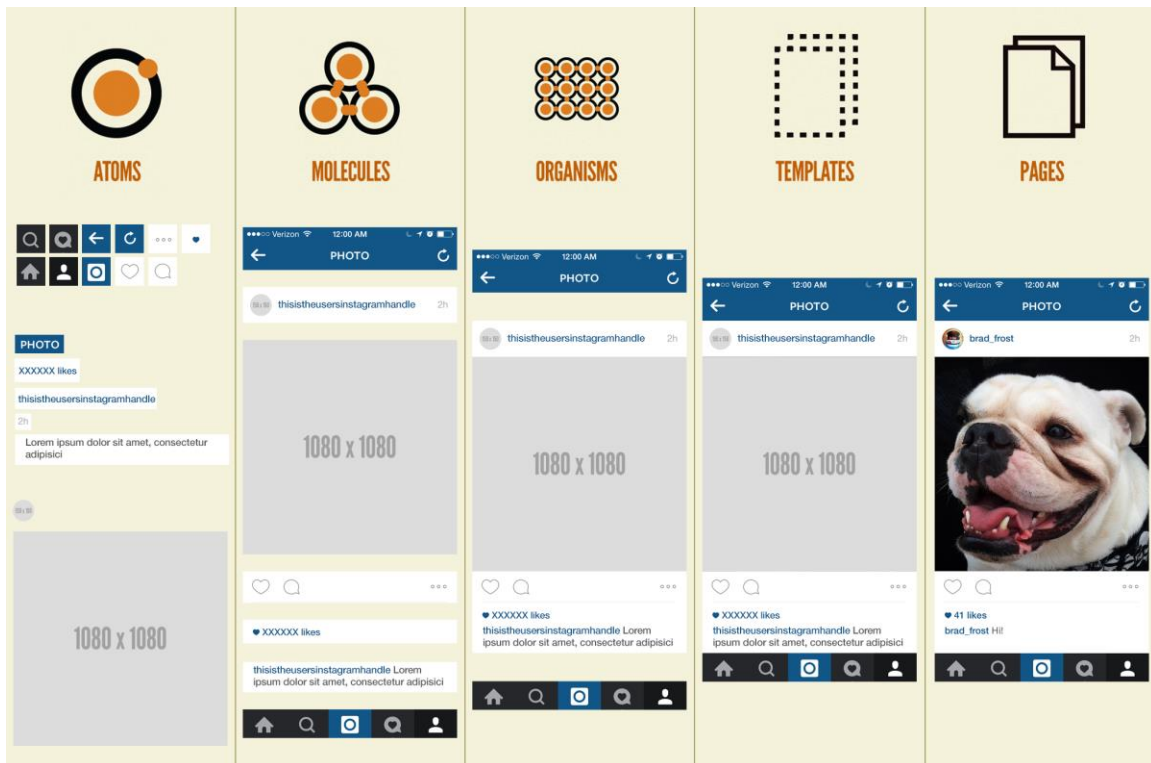 ATOMS
PHOTO
XXXXXX likes
thisistheusersinstagramhandle
2h
Lorem ipsum dolor sit amet, consectetur
adipisici
1080 x 1080
MOLECULES
Verizon 12:00 AM
PHOTO
thisistheusersinstagramhandle 2h
1080 x 1080
XXXXXX likes
thisistheusersinstagramhandle Lorem
ipsum dolor sit amet, consectetur adipisici
ORGANISMS
Verizon 12:00 AM
PHOTO
thisistheusersinstagramhandle 2h
1080 x 1080
XXXXXX likes
thisistheusersinstagramhandle Lorem
ipsum dolor sit amet, consectetur adipisici
TEMPLATES
Verizon 12:00 AM
PHOTO
thisistheusersinstagramhandle 2h
1080 x 1080
XXXXXX likes
thisistheusersinstagramhandle Lorem
ipsum dolor sit amet, consectetur adipisici
PAGES
Verizon 12:00 AM
PHOTO
brad_frost 2h
41 likes
brad_frost Hi!